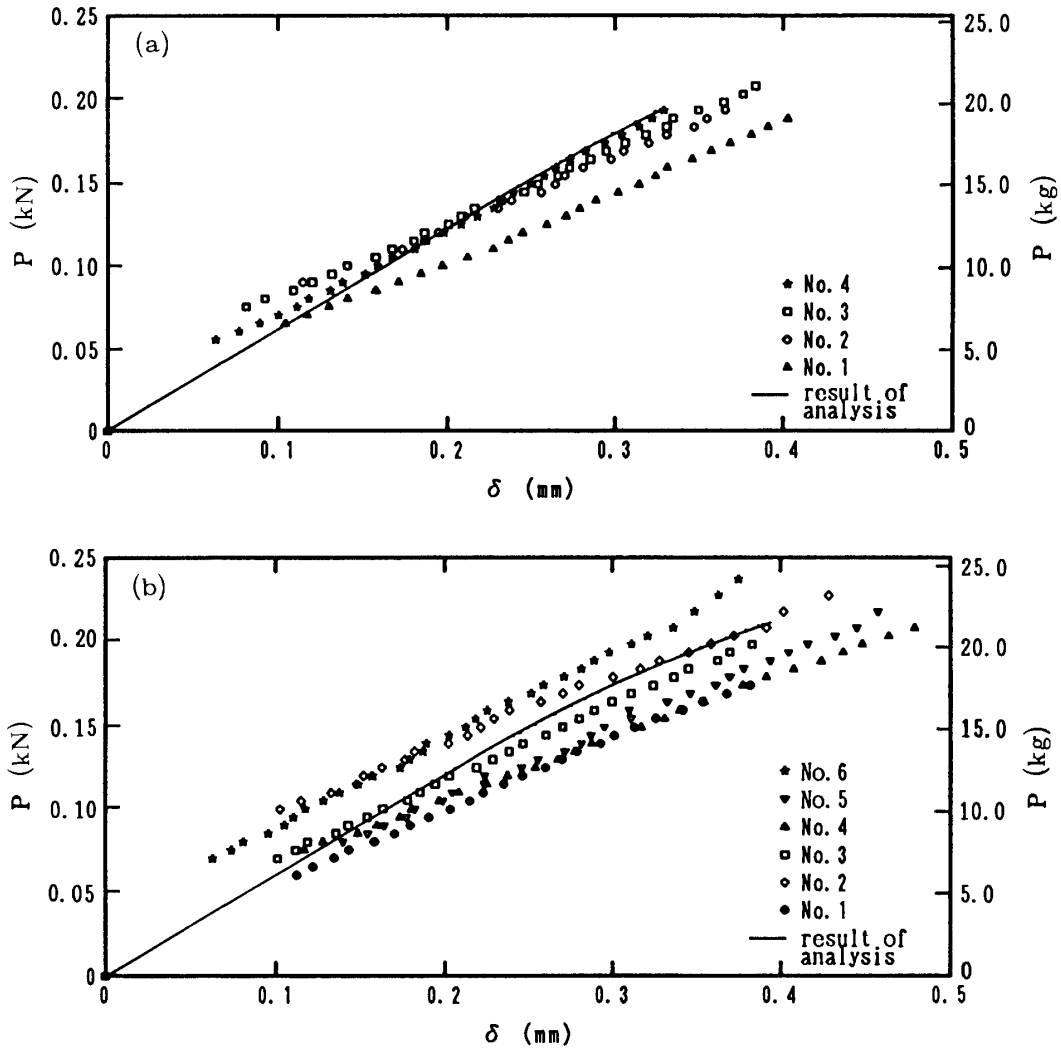 (a)
0.25
0.20
0.15
0.10
0.05
0
P (kN)
25.0
20.0
15.0
10.0
5.0
0
P (kg)
No. 4
No. 3
No. 2
No. 1
result of
analysis
0
0.1
0.2
0.3
0.4
0.5
δ (mm)
(b)
0.25
0.20
0.15
0.10
0.05
0
P (kN)
25.0
20.0
15.0
10.0
5.0
0
P (kg)
No. 6
No. 5
No. 4
No. 3
No. 2
No. 1
result of
analysis
0
0.1
0.2
0.3
0.4
0.5
δ (mm)